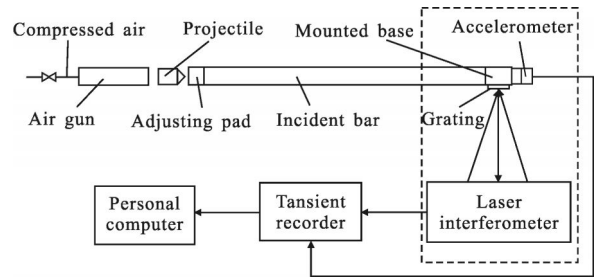 Compressed air
Projectile
Mounted base
Accelerometer
Air gun
Adjusting pad
Incident bar
Grating
Personal
computer
Tansient
recorder
Laser
interferometer